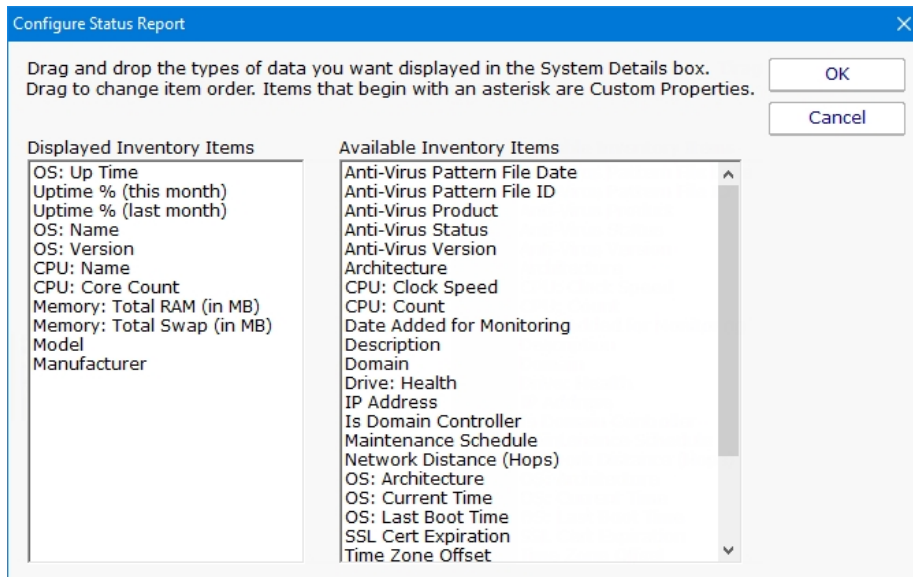 Configure Status Report
Drag and drop the types of data you want displayed in the System Details box.
Drag to change item order. Items that begin with an asterisk are Custom Properties.
OK
Cancel
Displayed Inventory Items
OS: Up Time
Uptime % (this month)
Uptime % (last month)
OS: Name
OS: Version
CPU: Name
CPU: Core Count
Memory: Total RAM (in MB)
Memory: Total Swap (in MB)
Model
Manufacturer
Available Inventory Items
Anti-Virus Pattern File Date
Anti-Virus Pattern File ID
Anti-Virus Product
Anti-Virus Status
Anti-Virus Version
Architecture
CPU: Clock Speed
CPU: Count
Date Added for Monitoring
Description
Domain
Drive: Health
IP Address
Is Domain Controller
Maintenance Schedule
Network Distance (Hops)
OS: Architecture
OS: Current Time
OS: Last Boot Time
SSL Cert Expiration
Time Zone Offset